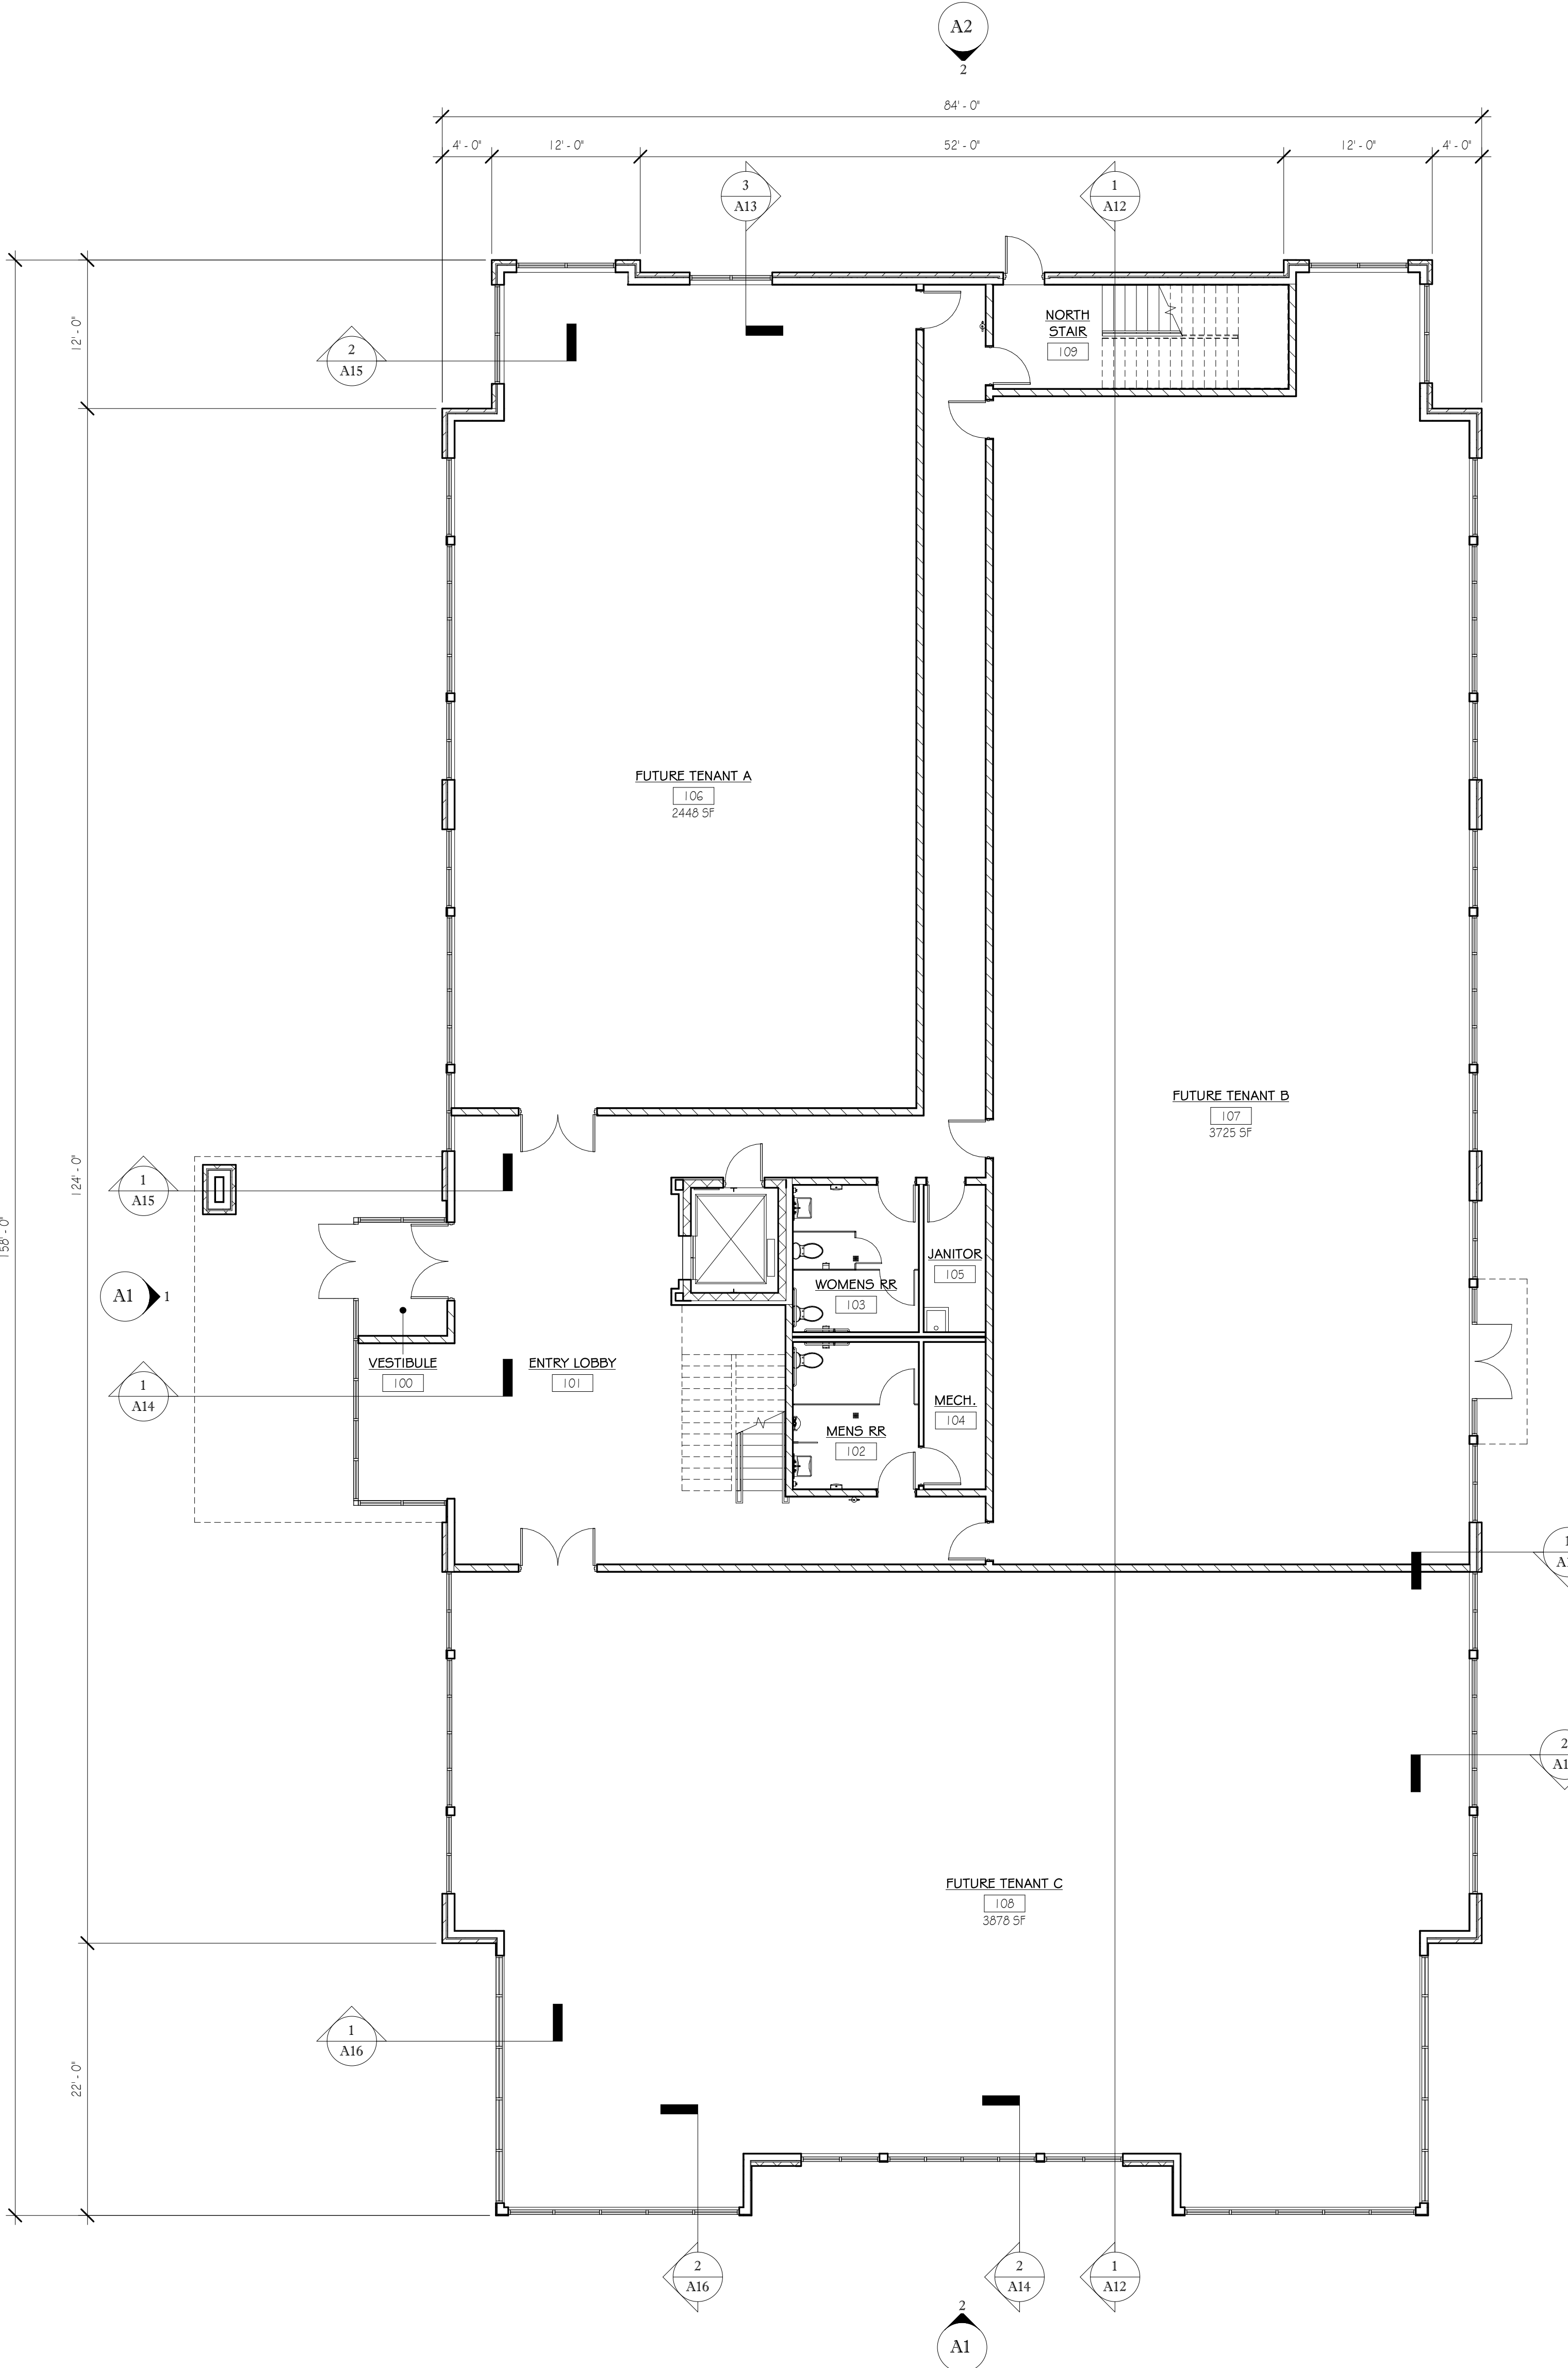 A2
2
84' - 0"
4' - 0"
12' - 0"
52' - 0"
12' - 0"
4' - 0"
3
A13
1
A12
12' - 0"
2
A15
NORTH
STAIR
109
FUTURE TENANT A
106
2448 SF
FUTURE TENANT B
107
3725 SF
124' - 0"
158' - 0"
1
A15
A1
1
JANITOR
105
WOMENS RR
103
VESTIBULE
100
ENTRY LOBBY
101
1
A14
MECH.
104
MENS RR
102
2
FUTURE TENANT C
108
3878 SF
1
A16
22' - 0"
2
A16
2
A14
1
A12
2
A1